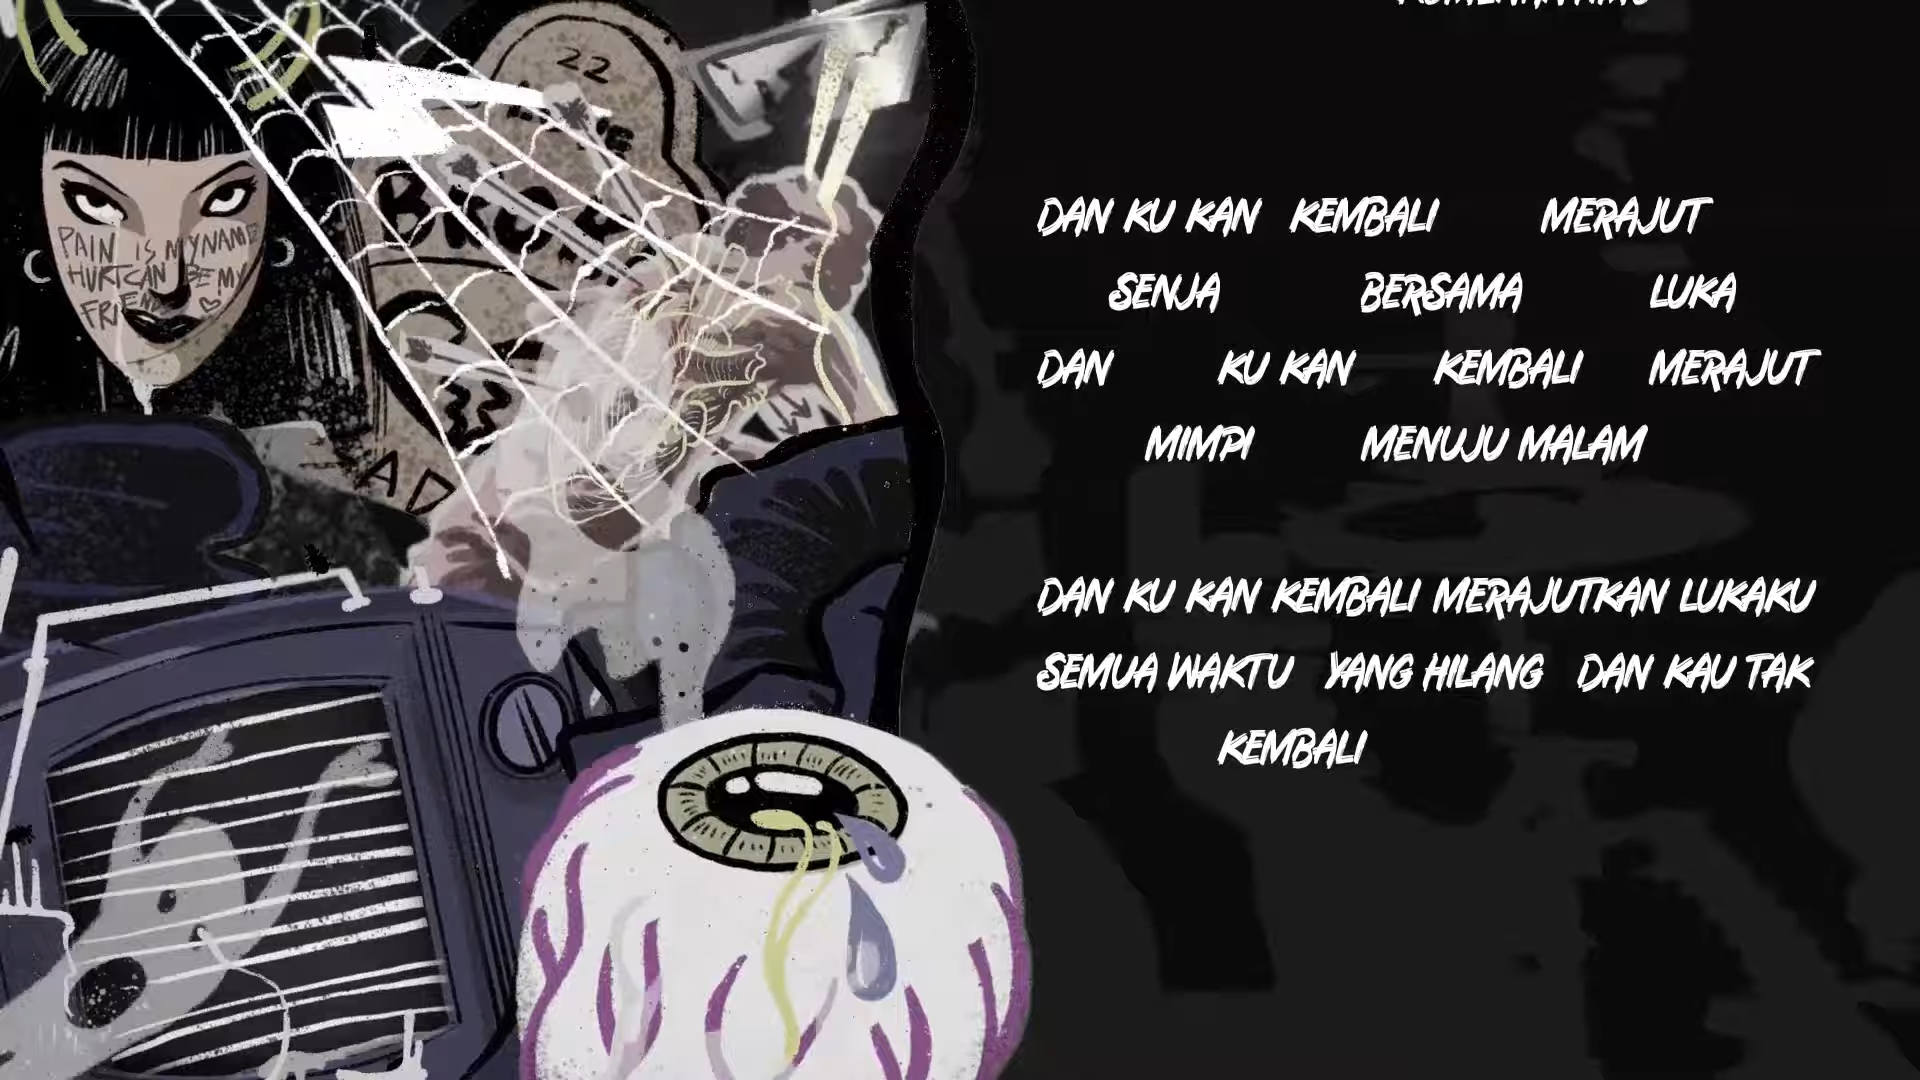 22
PAIN IS MY NAME
HURT CAN BE MY
FRIEND
33
DAN KU KAN KEMBALI MERAJUT
SENJA BERSAMA LUKA
DAN KU KAN KEMBALI MERAJUT
MIMPI MENUJU MALAM
DAN KU KAN KEMBALI MERAJUTKAN LUKAKU
SEMUA WAKTU YANG HILANG DAN KAU TAK
KEMBALI